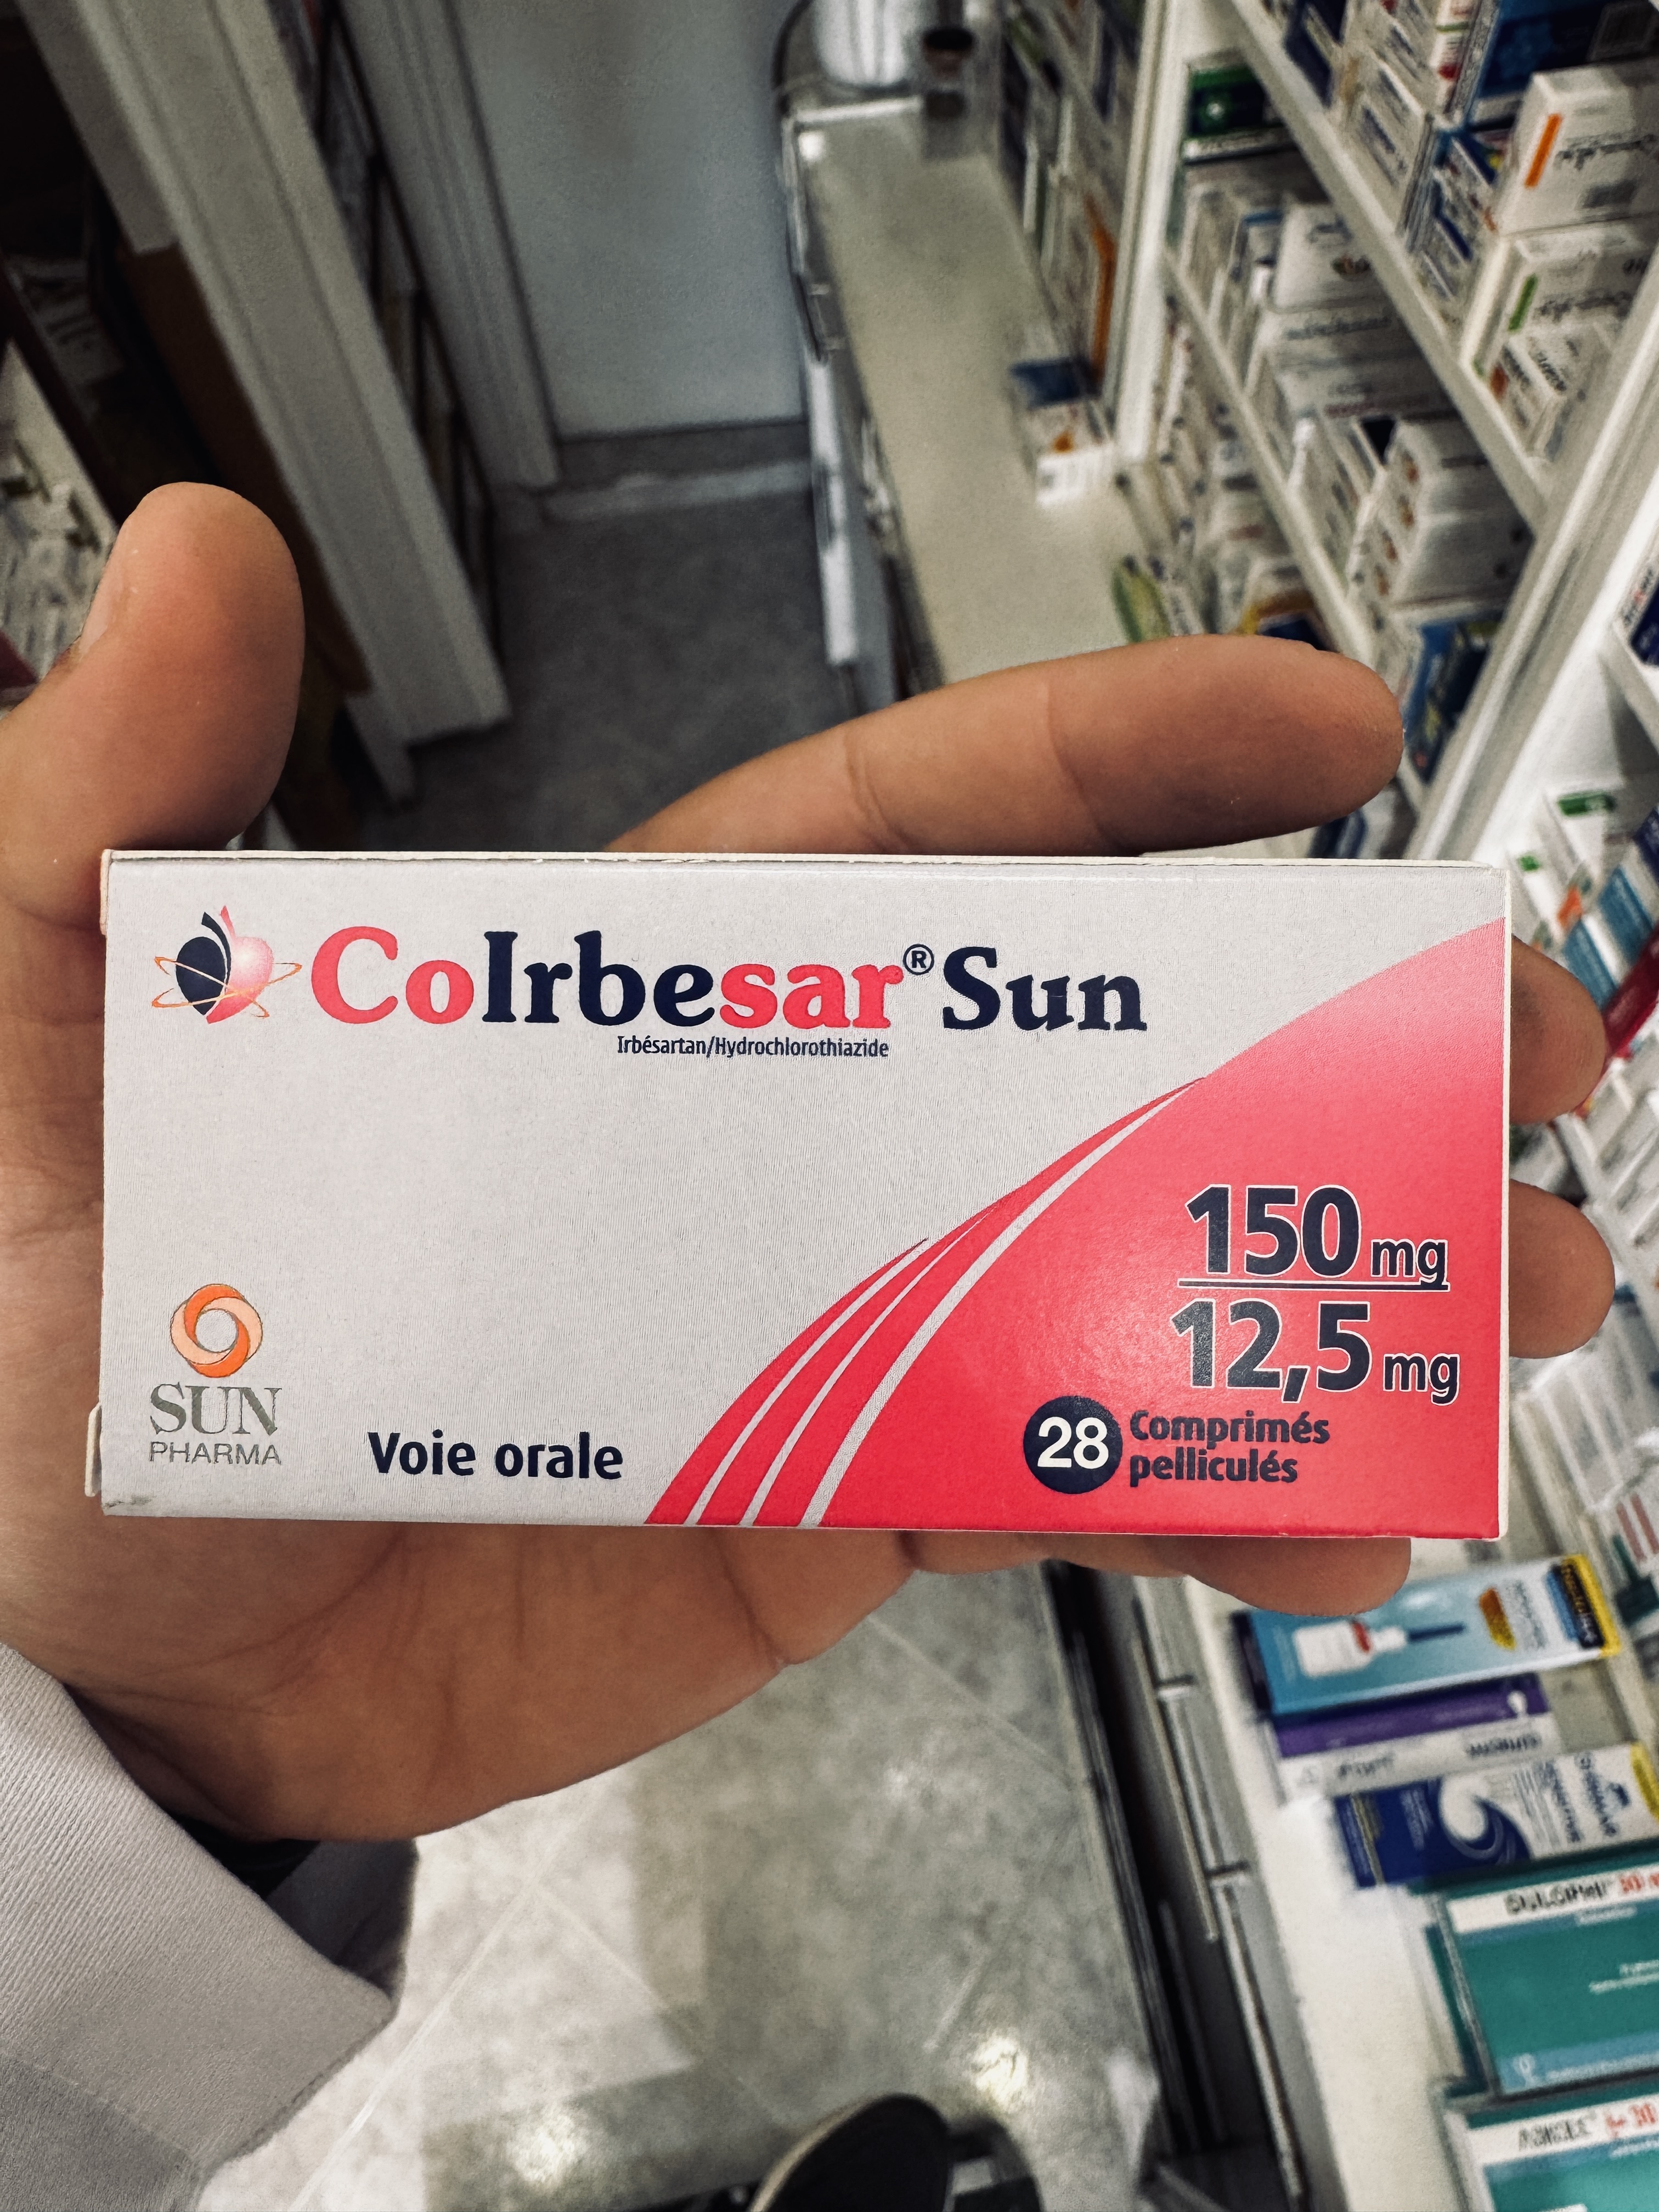 CoIrbesar® Sun
Irbésartan/Hydrochlorothiazide
150 mg
12,5 mg
28 Comprimés
pelliculés
Voie orale
SUN
PHARMA